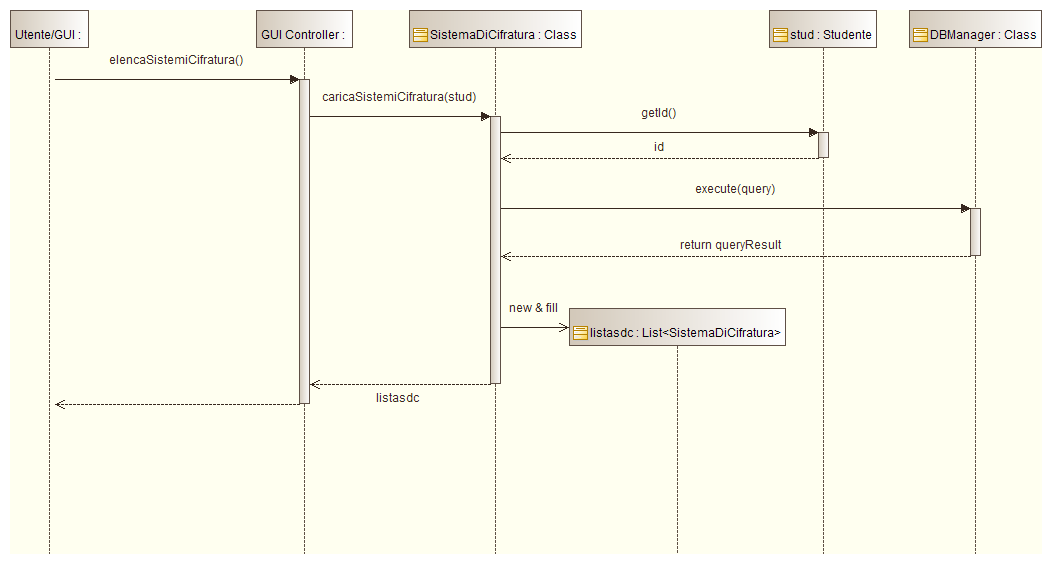 Utente/GUI :
GUI Controller :
SistemaDiCifratura : Class
stud : Studente
DBManager : Class
elencaSistemiCifratura()
caricaSistemiCifratura(stud)
getId()
id
execute(query)
return queryResult
new & fill
listasdc : List<SistemaDiCifratura>
listasdc